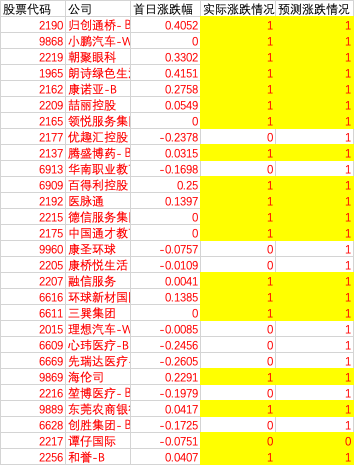 股票代码 公司 首日涨跌幅 实际涨跌情况 预测涨跌情况
2190 归创通桥- B 0.4052 1 1
9868 小鹏汽车-W 0 1 1
2219 朝聚眼科 0.3302 1 1
1965 朗诗绿色生活 0.4151 1 1
2162 康诺亚-B 0.2758 1 1
2209 喆丽控股 0.0549 1 1
2165 领悦服务集团 0 1 1
2177 优趣汇控股 -0.2378 0 1
2137 腾盛博药- B 0.0315 1 1
6913 华南职业教育 -0.1698 0 1
6909 百得利控股 0.25 1 1
2192 医脉通 0.1397 1 1
2215 德信服务集团 0 1 1
2175 中国通才教育 0 1 1
9960 康圣环球 -0.0757 0 1
2205 康桥悦生活 -0.0109 0 1
2207 融信服务 0.0041 1 1
6616 环球新材国际 0.1385 1 1
6611 三巽集团 0 1 1
2015 理想汽车-W -0.0085 0 1
6609 心玮医疗-B -0.2456 0 1
6669 先瑞达医疗- -0.2605 0 1
9869 海伦司 0.2291 1 1
2216 堃博医疗- B -0.1979 0 1
9889 东莞农商银行 0.0417 1 1
6628 创胜集团- B -0.1725 0 1
2217 谭仔国际 -0.0751 0 0
2256 和誉-B 0.0407 1 1